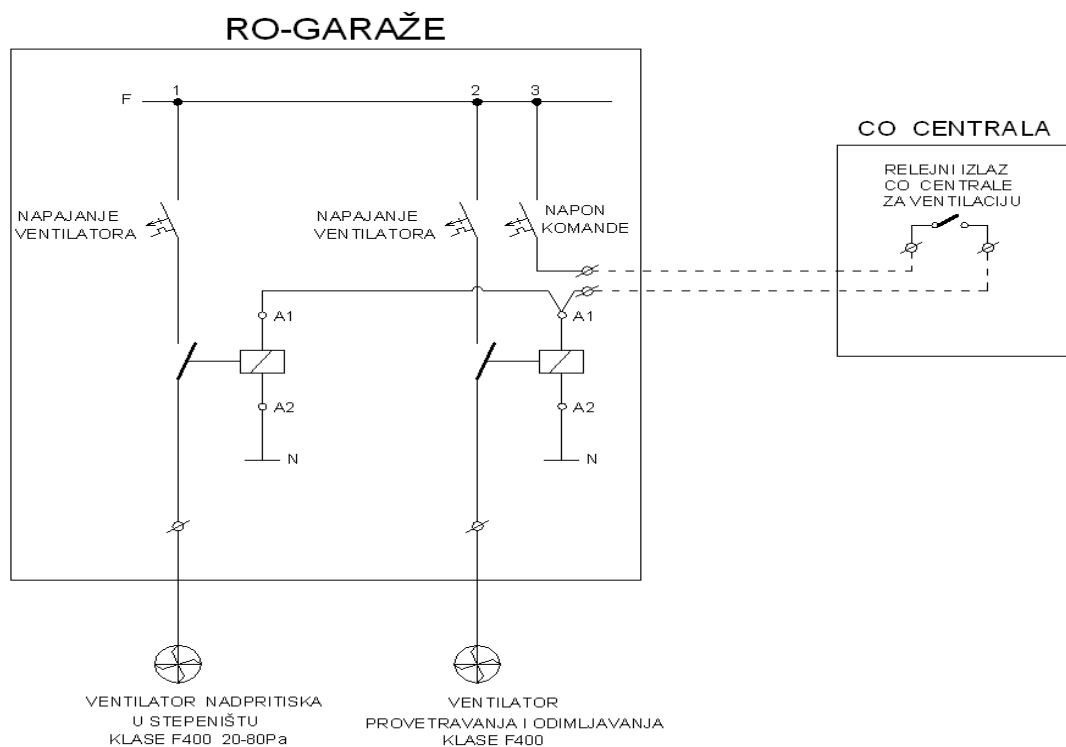 RO-GARAŽE
F
1
2
3
CO CENTRALA
RELEJNI IZLAZ
CO CENTRALE
ZA VENTILACIJU
NAPAJANJE
VENTILATORA
NAPAJANJE
VENTILATORA
NAPON
KOMANDE
A1
A1
A2
A2
N
N
VENTILATOR NADPRITISKA
U STEPENIŠTU
KLASE F400 20-80Pa
VENTILATOR
PROVETRAVANJA I ODIMLJAVANJA
KLASE F400